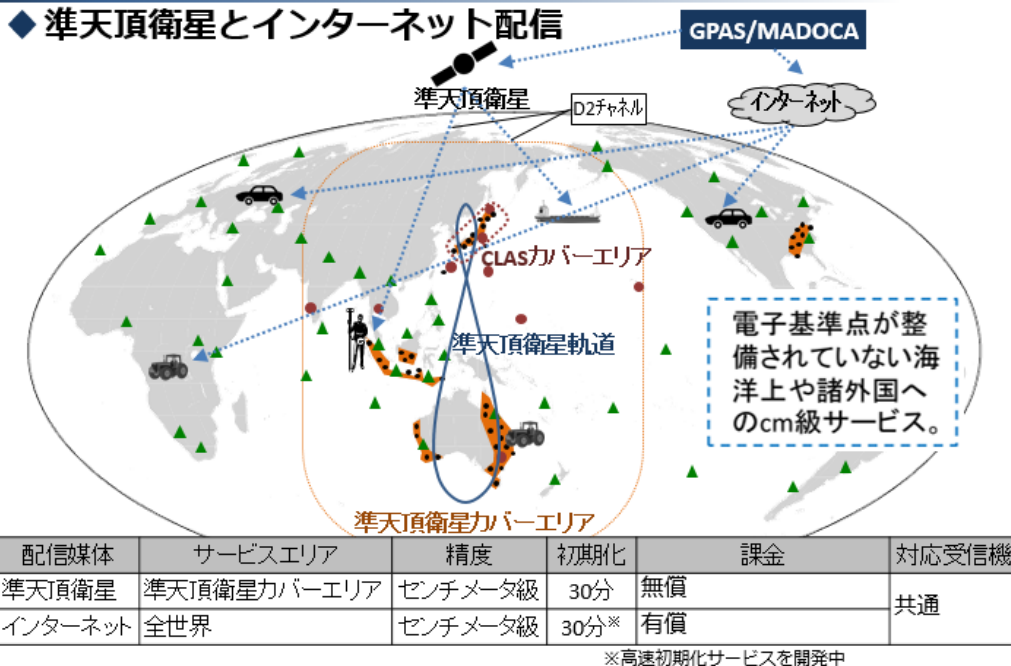 ◆ 準天頂衛星とインターネット配信
GPAS/MADOCA
準天頂衛星
D2チャネル
インターネット
CLASカバーエリア
準天頂衛星軌道
電子基準点が整
備されていない海
洋上や諸外国へ
のcm級サービス。
準天頂衛星カバーエリア
配信媒体 サービスエリア 精度 初期化 課金 対応受信機
準天頂衛星 準天頂衛星カバーエリア センチメータ級 30分 無償 共通
インターネット 全世界 センチメータ級 30分※ 有償
※高速初期化サービスを開発中